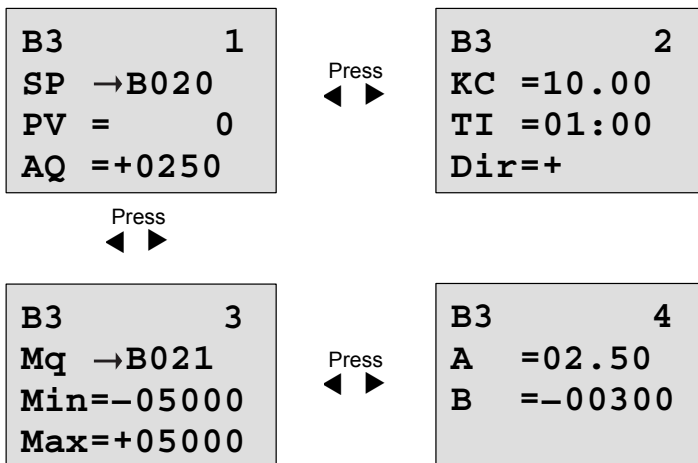 B3 1
SP →B020
PV = 0
AQ =+0250
Press
B3 2
KC =10.00
TI =01:00
Dir=+
Press
B3 3
Mq →B021
Min=–05000
Max=+05000
Press
B3 4
A =02.50
B =–00300